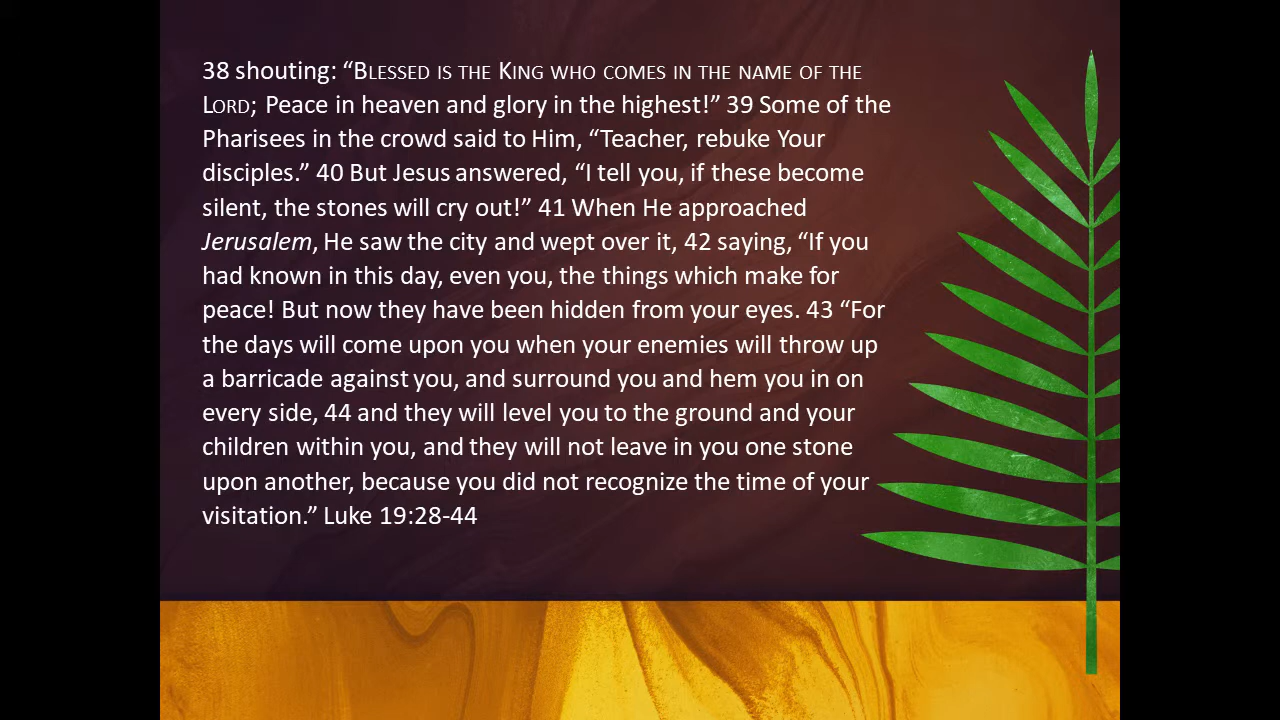 38 shouting: “BLESSED IS THE KING WHO COMES IN THE NAME OF THE
LORD; Peace in heaven and glory in the highest!” 39 Some of the
Pharisees in the crowd said to Him, “Teacher, rebuke Your
disciples.” 40 But Jesus answered, “I tell you, if these become
silent, the stones will cry out!” 41 When He approached
Jerusalem, He saw the city and wept over it, 42 saying, “If you
had known in this day, even you, the things which make for
peace! But now they have been hidden from your eyes. 43 “For
the days will come upon you when your enemies will throw up
a barricade against you, and surround you and hem you in on
every side, 44 and they will level you to the ground and your
children within you, and they will not leave in you one stone
upon another, because you did not recognize the time of your
visitation.” Luke 19:28-44